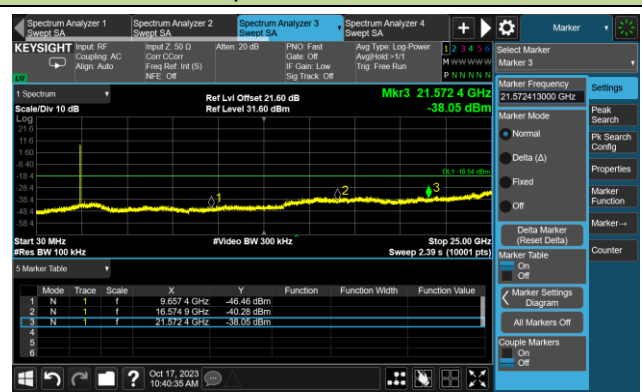 Spectrum Analyzer 1
Swept SA
Spectrum Analyzer 2
Swept SA
Spectrum Analyzer 3
Swept SA
Spectrum Analyzer 4
Swept SA
Marker
KEYSIGHT
Input: RF
Coupling: AC
Align: Auto
Input Z: 50 Ω
Corr CCorr
Freq Ref: Int (S)
NFE: Off
Atten: 20 dB
PNO: Fast
Gate: Off
IF Gain: Low
Sig Track: Off
Avg Type: Log-Power
Avg|Hold:>1/1
Trig: Free Run
1 2 3 4 5 6
M W W W W W
P N N N N N
LXI
1 Spectrum
Scale/Div 10 dB
Log
Ref Lvl Offset 21.60 dB
Ref Level 31.60 dBm
Mkr3 21.572 4 GHz
-38.05 dBm
21.6
11.6
1.60
-8.40
-18.4
-28.4
-38.4
-48.4
-58.4
DL1 -18.54 dBm
1
2
3
Start 30 MHz
#Res BW 100 kHz
#Video BW 300 kHz
Stop 25.00 GHz
Sweep 2.39 s (10001 pts)
5 Marker Table
Mode Trace Scale X Y Function Function Width Function Value
1 N 1 f 9.657 4 GHz -46.46 dBm
2 N 1 f 16.574 9 GHz -40.28 dBm
3 N 1 f 21.572 4 GHz -38.05 dBm
4
5
6
Oct 17, 2023
10:40:35 AM
Select Marker
Marker 3
Marker Frequency
21.572413000 GHz
Marker Mode
Normal
Delta (Δ)
Fixed
Off
Delta Marker
(Reset Delta)
Marker Table
On
Off
Marker Settings
Diagram
All Markers Off
Couple Markers
On
Off
Settings
Peak
Search
Pk Search
Config
Properties
Marker
Function
Marker→
Counter